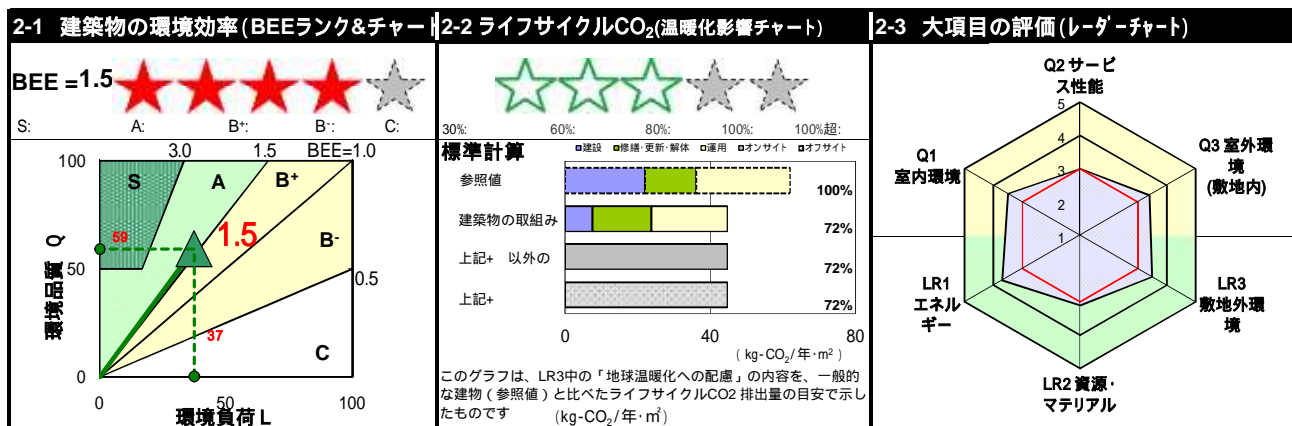 2-1 建築物の環境効率(BEEランク&チャート
BEE =1.5
S: A: B⁺: B⁻: C:
3.0 1.5 BEE=1.0
100
S A B⁺
1.5
59
B⁻
50
0.5
37
C
0
0 50 100
環境品質 Q
環境負荷 L
2-2 ライフサイクルCO₂(温暖化影響チャート)
30%: 60%: 80%: 100%: 100%超:
標準計算
■建設 ■修繕・更新・解体 ■運用 ■オンサイト ■オフサイト
参照値 100%
建築物の取組み 72%
上記+ 以外の 72%
上記+ 72%
0 40 80
( kg-CO₂/年·m² )
このグラフは、LR3中の「地球温暖化への配慮」の内容を、一般的
な建物(参照値)と比べたライフサイクルCO2 排出量の目安で示し
たものです (kg-CO₂/年·㎡)
2-3 大項目の評価(レーダーチャート)
Q2 サービ
ス性能
5
4
3
2
1
Q1
室内環境
Q3 室外環
境
(敷地内)
LR1
エネル
ギー
LR3
敷地外環
境
LR2 資源・
マテリアル